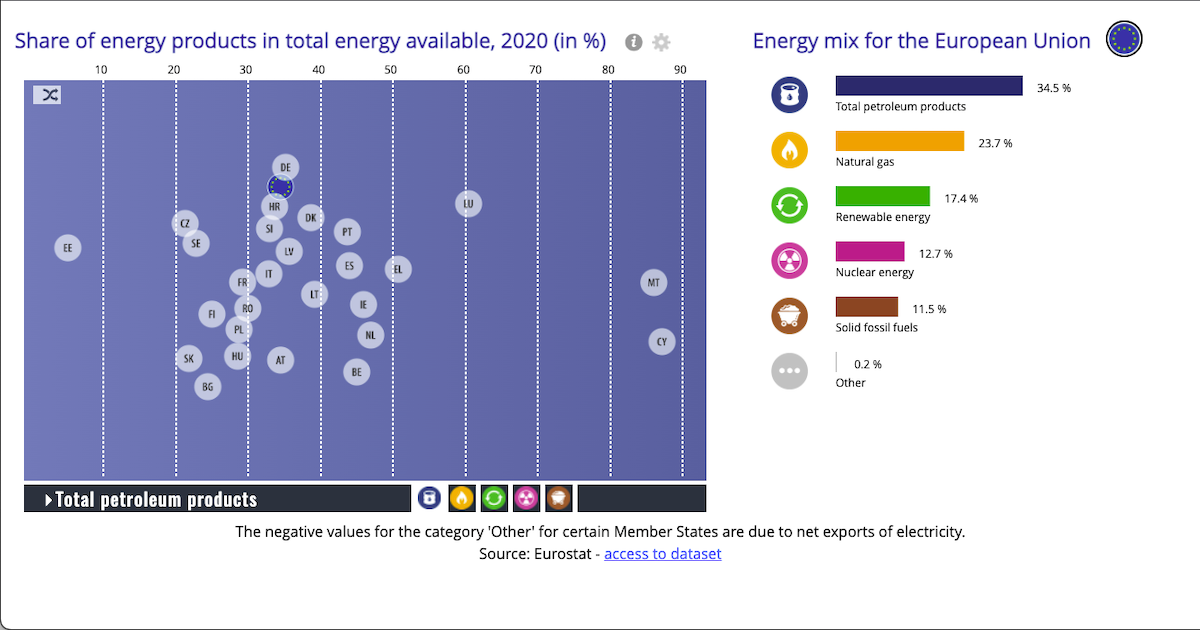 Share of energy products in total energy available, 2020 (in %)
Energy mix for the European Union
10 20 30 40 50 60 70 80 90
34.5 %
Total petroleum products
23.7 %
Natural gas
17.4 %
Renewable energy
12.7 %
Nuclear energy
11.5 %
Solid fossil fuels
0.2 %
Other
DE
HR
LU
DK
CZ
SI
PT
SE
EE
LV
ES
EL
IT
FR
MT
LT
IE
RO
FI
PL
NL
CY
HU
SK
AT
BE
BG
Total petroleum products
The negative values for the category 'Other' for certain Member States are due to net exports of electricity.
Source: Eurostat - access to dataset